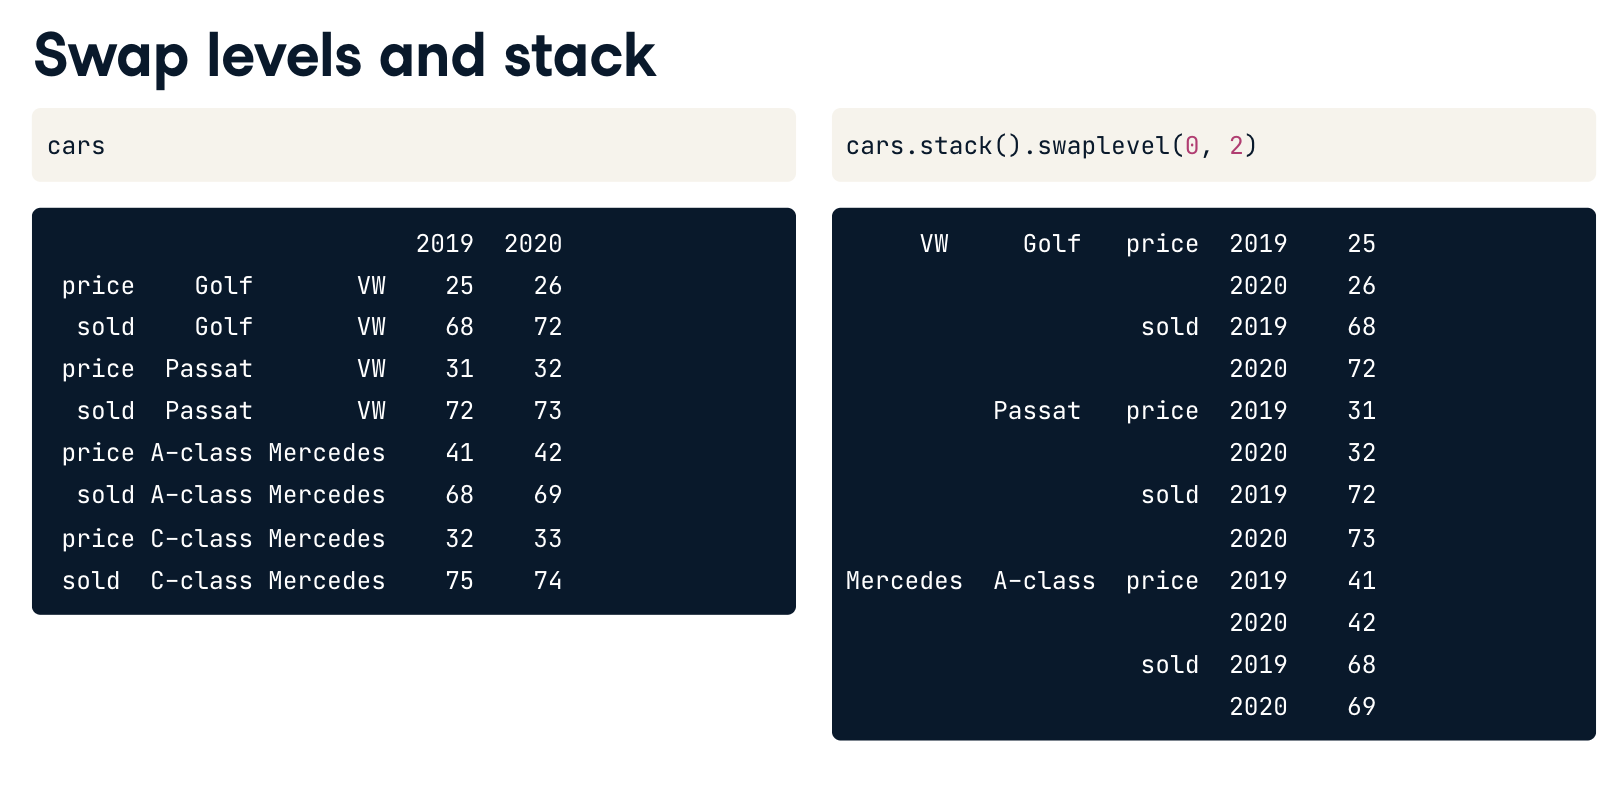 Swap levels and stack
cars
2019 2020
price Golf VW 25 26
sold Golf VW 68 72
price Passat VW 31 32
sold Passat VW 72 73
price A-class Mercedes 41 42
sold A-class Mercedes 68 69
price C-class Mercedes 32 33
sold C-class Mercedes 75 74
cars.stack().swaplevel(0, 2)
VW Golf price 2019 25
2020 26
sold 2019 68
2020 72
Passat price 2019 31
2020 32
sold 2019 72
2020 73
Mercedes A-class price 2019 41
2020 42
sold 2019 68
2020 69